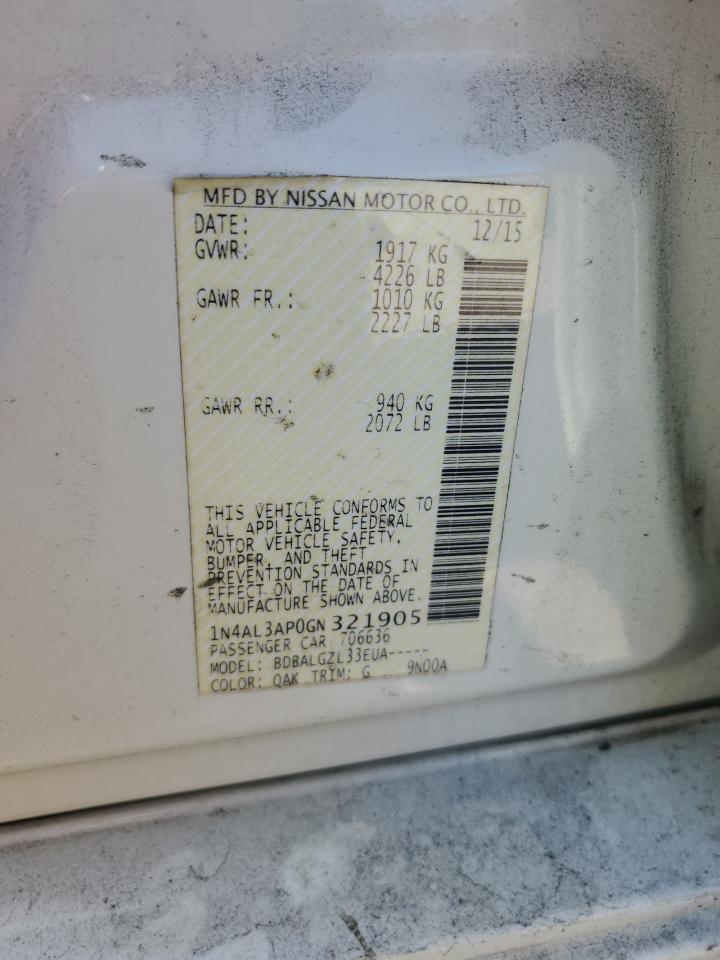 MFD BY NISSAN MOTOR CO., LTD.
DATE: 12/15
GVWR: 1917 KG
4226 LB
GAWR FR.: 1010 KG
2227 LB
GAWR RR.: 940 KG
2072 LB
THIS VEHICLE CONFORMS TO
ALL APPLICABLE FEDERAL
MOTOR VEHICLE SAFETY,
BUMPER, AND THEFT
PREVENTION STANDARDS IN
EFFECT ON THE DATE OF
MANUFACTURE SHOWN ABOVE.
1N4AL3AP0GN321905
PASSENGER CAR 706636
MODEL: BDBALGZL33EUA-----
COLOR: QAK TRIM: G 9N00A